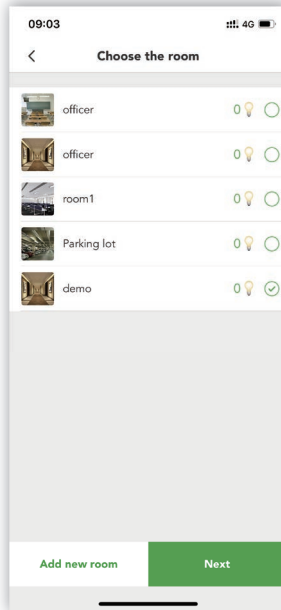 09:03 4G
Choose the room
officer 0
officer 0
room1 0
Parking lot 0
demo 0
Add new room Next